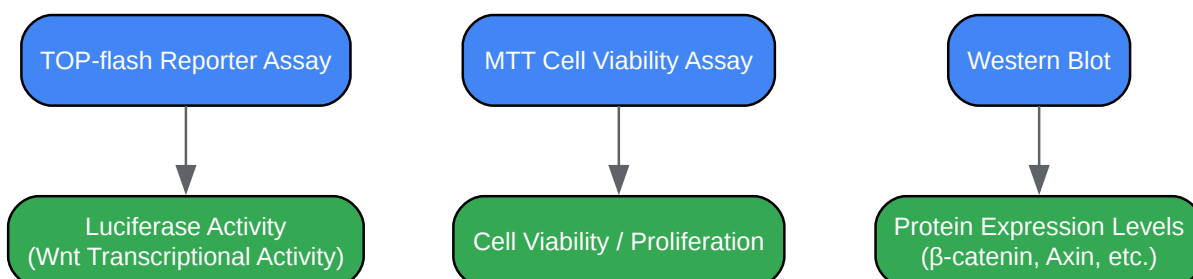 TOP-flash Reporter Assay
MTT Cell Viability Assay
Western Blot
Luciferase Activity
(Wnt Transcriptional Activity)
Cell Viability / Proliferation
Protein Expression Levels
(β-catenin, Axin, etc.)